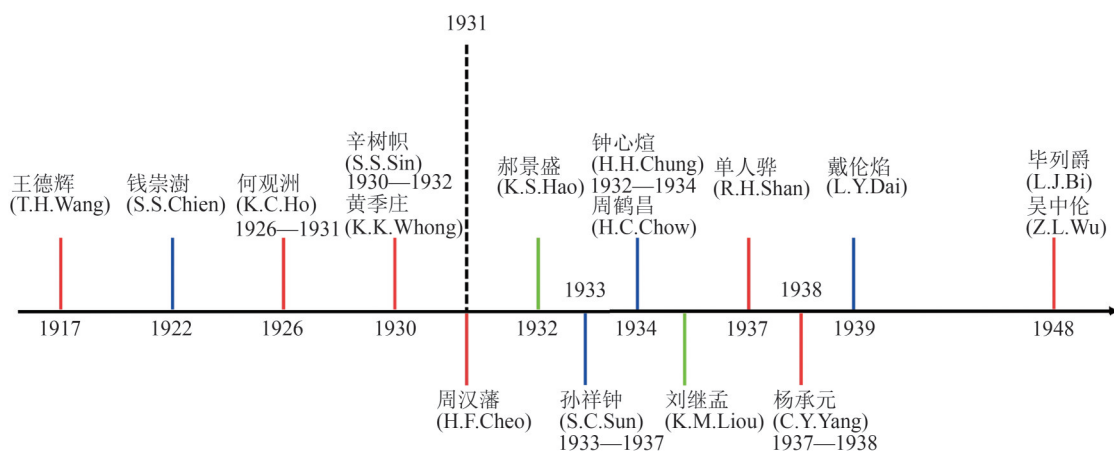 1931
王德辉
(T.H.Wang)
钱崇澍
(S.S.Chien)
何观洲
(K.C.Ho)
1926—1931
辛树帜
(S.S.Sin)
1930—1932
黄季庄
(K.K.Whong)
郝景盛
(K.S.Hao)
钟心煊
(H.H.Chung)
1932—1934
周鹤昌
(H.C.Chow)
单人骅
(R.H.Shan)
戴伦焰
(L.Y.Dai)
毕列爵
(L.J.Bi)
吴中伦
(Z.L.Wu)
1933
1938
1917
1922
1926
1930
1932
1934
1937
1939
1948
周汉藩
(H.F.Cheo)
孙祥钟
(S.C.Sun)
1933—1937
刘继孟
(K.M.Liou)
杨承元
(C.Y.Yang)
1937—1938